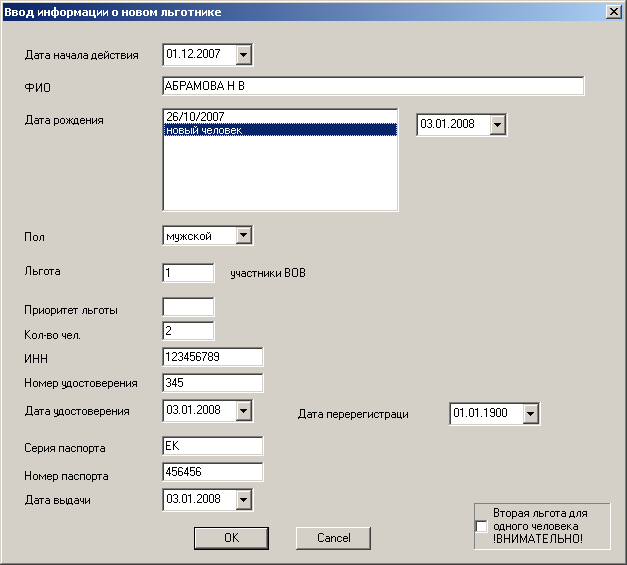 Ввод информации о новом льготнике
Дата начала действия 01.12.2007
ФИО АБРАМОВА Н В
Дата рождения 26/10/2007
новый человек 03.01.2008
Пол мужской
Льгота 1 участники ВОВ
Приоритет льготы
Кол-во чел. 2
ИНН 123456789
Номер удостоверения 345
Дата удостоверения 03.01.2008 Дата перерегистраци 01.01.1900
Серия паспорта ЕК
Номер паспорта 456456
Дата выдачи 03.01.2008
Вторая льгота для
одного человека
!ВНИМАТЕЛЬНО!
OK Cancel